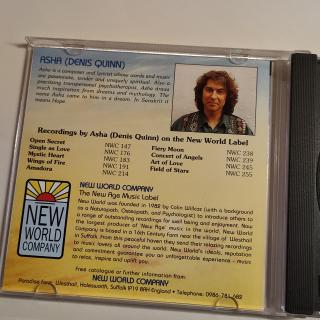 ASHA (DENIS QUINN)
Asha is a composer and lyricist whose words and music
are passionate, tender and uniquely spiritual. Also a
much inspiration from dreams and mythology. The
name Asha came to him in a dream. In Sanskrit it
means Hope.
Recordings by Asha (Denis Quinn) on the New World Label
Open Secret NWC 147
Single as Love NWC 176
Mystic Heart NWC 183
Wings of Fire NWC 191
Amadora NWC 214
Fiery Moon NWC 238
Concert of Angels NWC 239
Art of Love NWC 245
Field of Stars NWC 255
NEW WORLD COMPANY
The New Age Music Label
New World was founded in 1982 by Colin Willcox (with a background
as a Naturopath, Osteopath, and Psychologist) to introduce others to
a range of outstanding recordings for well being and enjoyment. Now
the largest producer of 'New Age' music in the world, New World
Company is based in a 16th Century farm near the village of Westhall
in Suffolk. From this peaceful haven they send their relaxing recordings
to music lovers all around the world. New World's ideals, reputation
and commitment guarantee you an unforgettable experience - music
to relax, inspire and uplift you.
Free catalogue or further information from
NEW WORLD COMPANY
Paradise Farm, Westhall, Halesworth, Suffolk IP19 8RH England • Telephone: 0986 781 682
NEW
WORLD
COMPANY